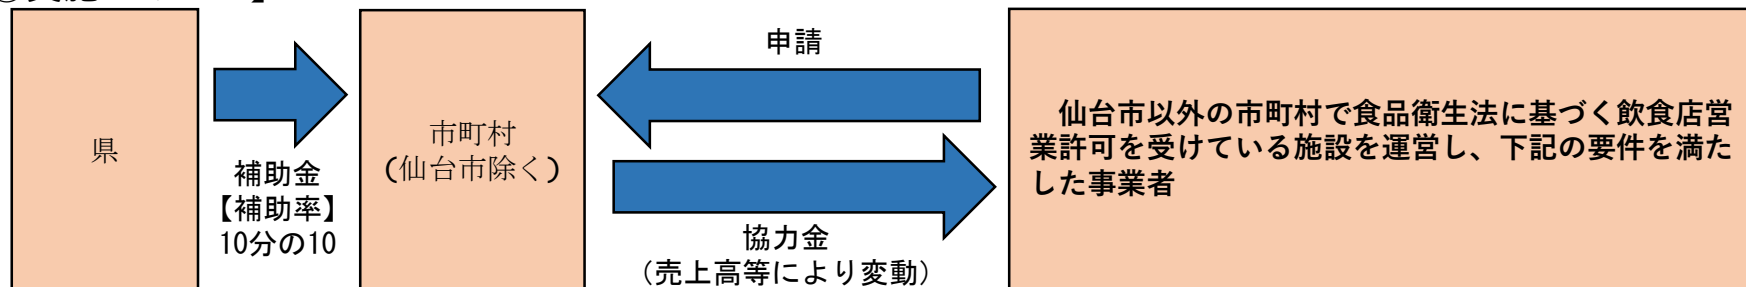 県
補助金
【補助率】
10分の10
市町村
(仙台市除く)
申請
協力金
（売上高等により変動）
仙台市以外の市町村で食品衛生法に基づく飲食店営
業許可を受けている施設を運営し、下記の要件を満た
した事業者